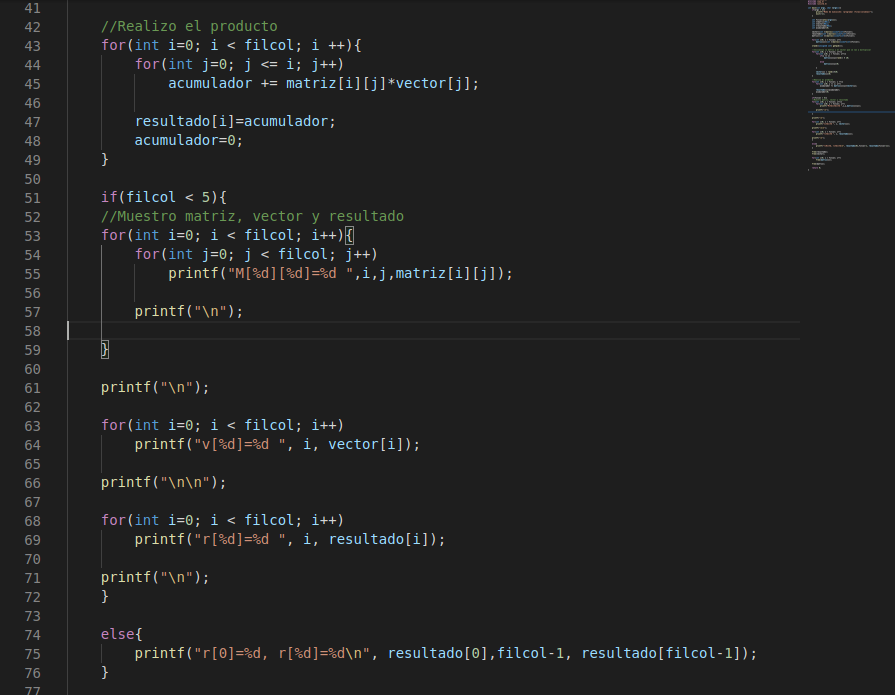 41
42 //Realizo el producto
43 for(int i=0; i < filcol; i ++){
44 for(int j=0; j <= i; j++)
45 acumulador += matriz[i][j]*vector[j];
46
47 resultado[i]=acumulador;
48 acumulador=0;
49 }
50
51 if(filcol < 5){
52 //Muestro matriz, vector y resultado
53 for(int i=0; i < filcol; i++){
54 for(int j=0; j < filcol; j++)
55 printf("M[%d][%d]=%d ",i,j,matriz[i][j]);
56
57 printf("\n");
58
59 }
60
61 printf("\n");
62
63 for(int i=0; i < filcol; i++)
64 printf("v[%d]=%d ", i, vector[i]);
65
66 printf("\n\n");
67
68 for(int i=0; i < filcol; i++)
69 printf("r[%d]=%d ", i, resultado[i]);
70
71 printf("\n");
72 }
73
74 else{
75 printf("r[0]=%d, r[%d]=%d\n", resultado[0],filcol-1, resultado[filcol-1]);
76 }
77